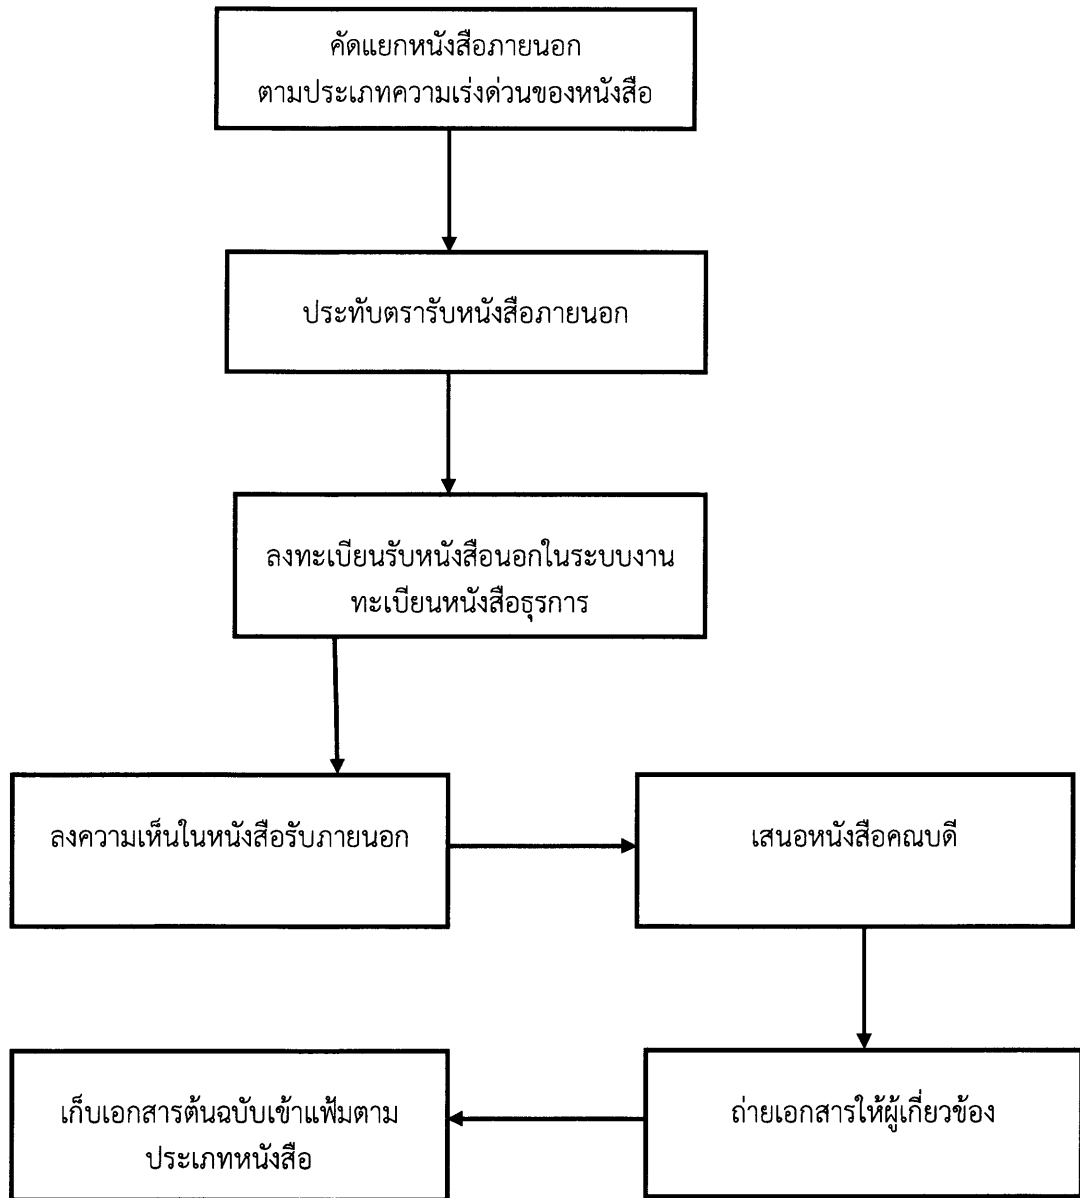 คัดแยกหนังสือภายนอก
ตามประเภทความเร่งด่วนของหนังสือ
ประทับตรารับหนังสือภายนอก
ลงทะเบียนรับหนังสือนอกในระบบงาน
ทะเบียนหนังสือธุรการ
ลงความเห็นในหนังสือรับภายนอก
เสนอหนังสือคณบดี
ถ่ายเอกสารให้ผู้เกี่ยวข้อง
เก็บเอกสารต้นฉบับเข้าแฟ้มตาม
ประเภทหนังสือ